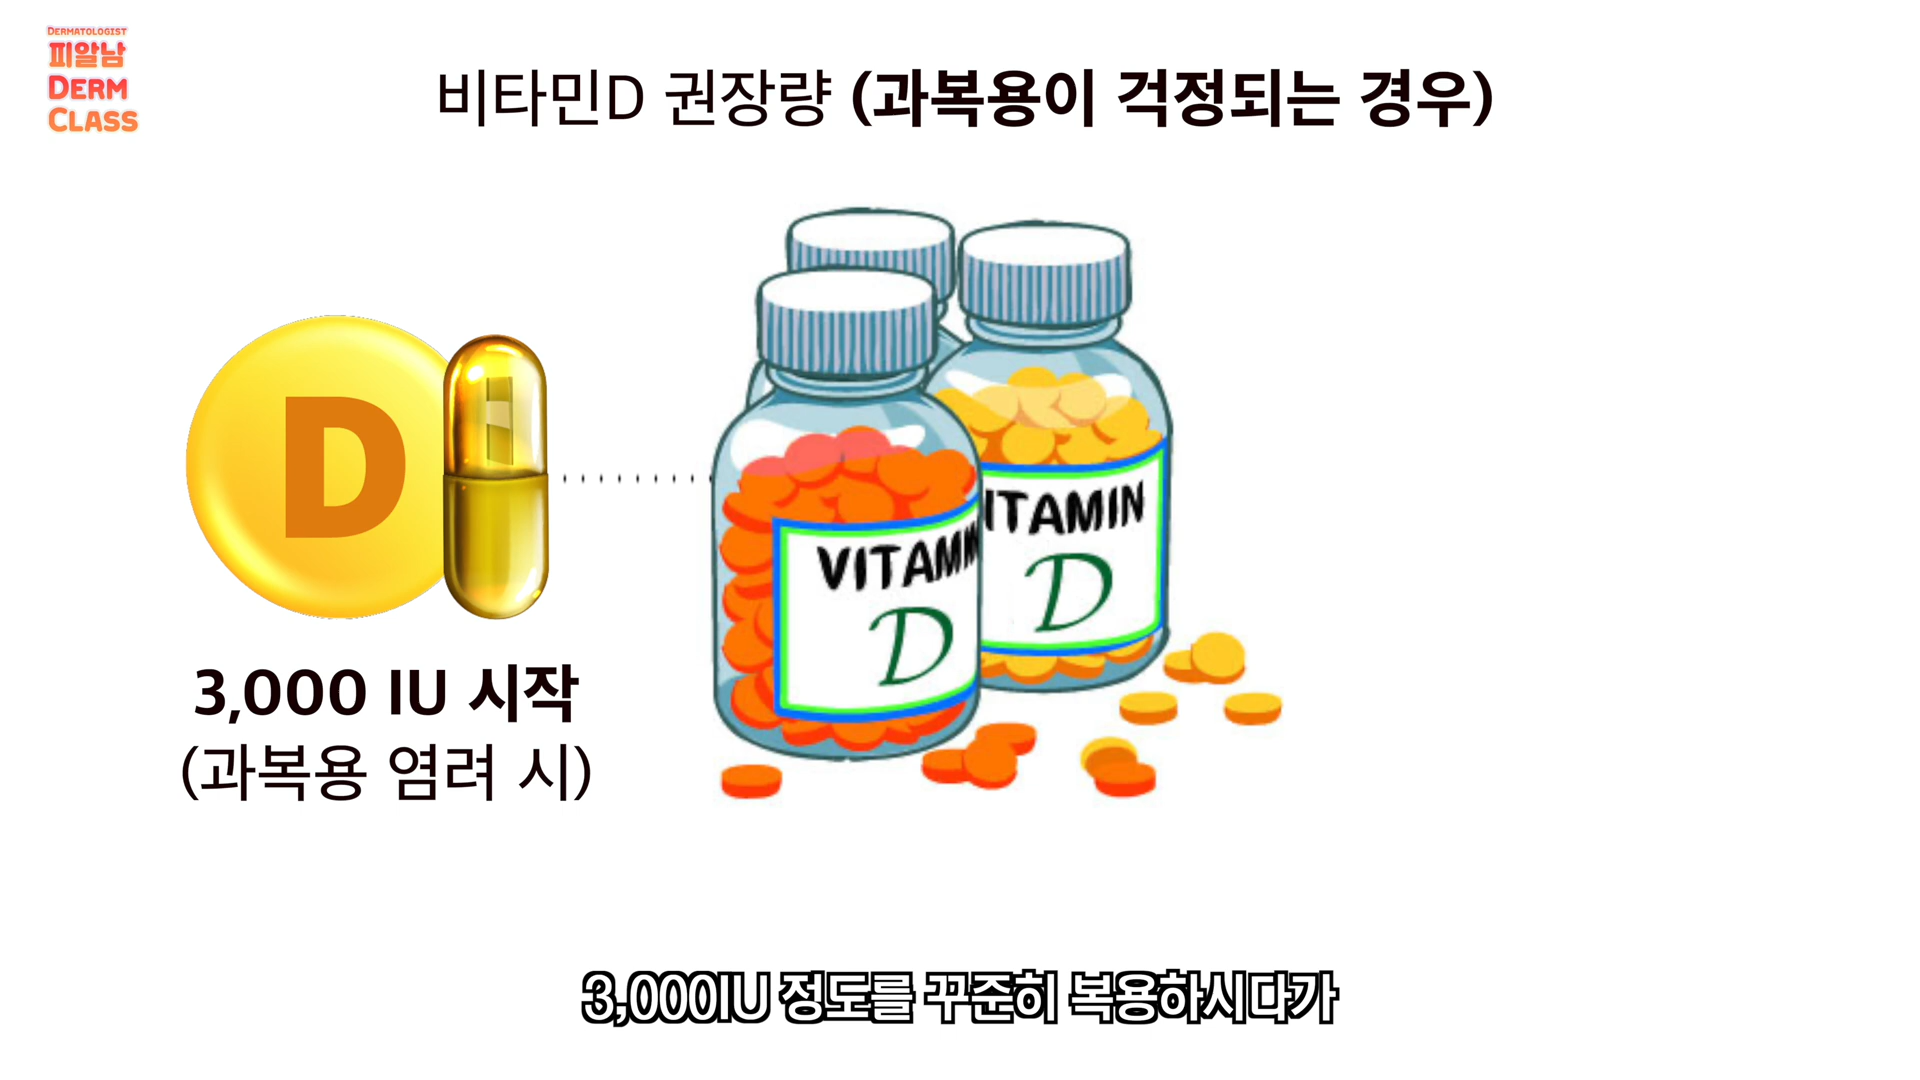 DERMATOLOGIST
피알남
DERM
CLASS
비타민D 권장량 (과복용이 걱정되는 경우)
D
VITAMIN
D
ITAMIN
D
3,000 IU 시작
(과복용 염려 시)
3,000IU 정도를 꾸준히 복용하시다가